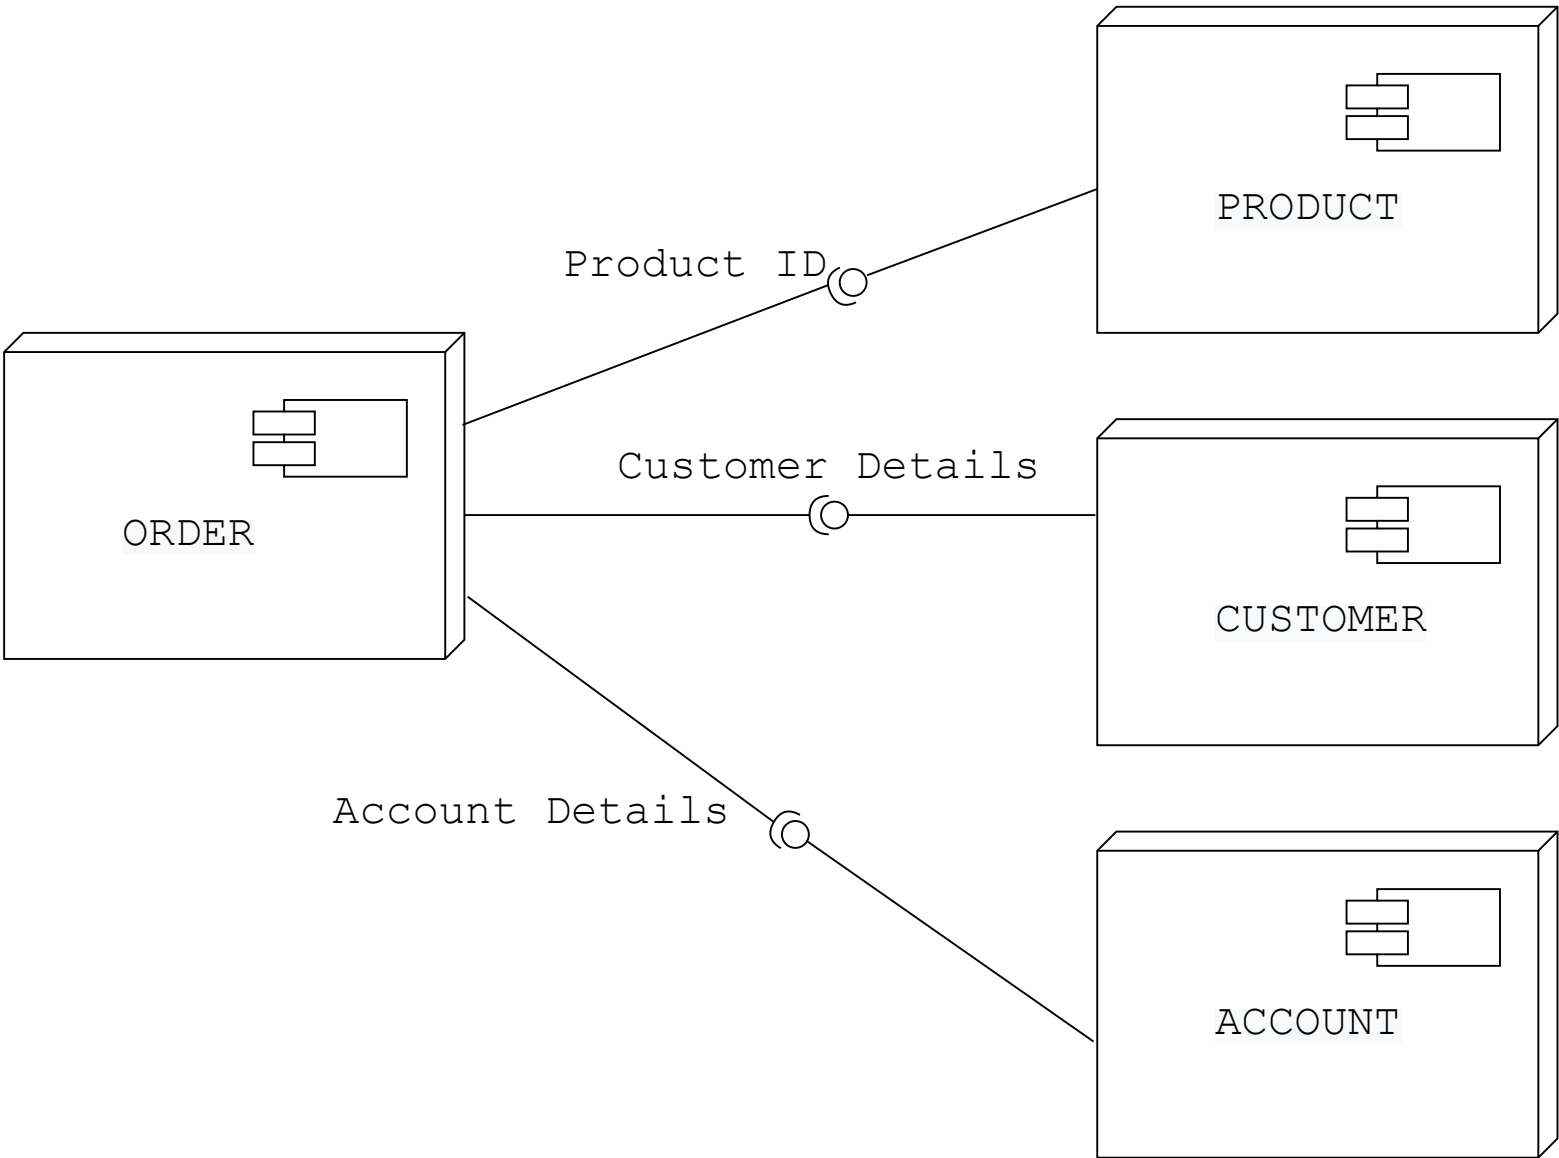 PRODUCT
Product ID
Customer Details
ORDER
CUSTOMER
Account Details
ACCOUNT